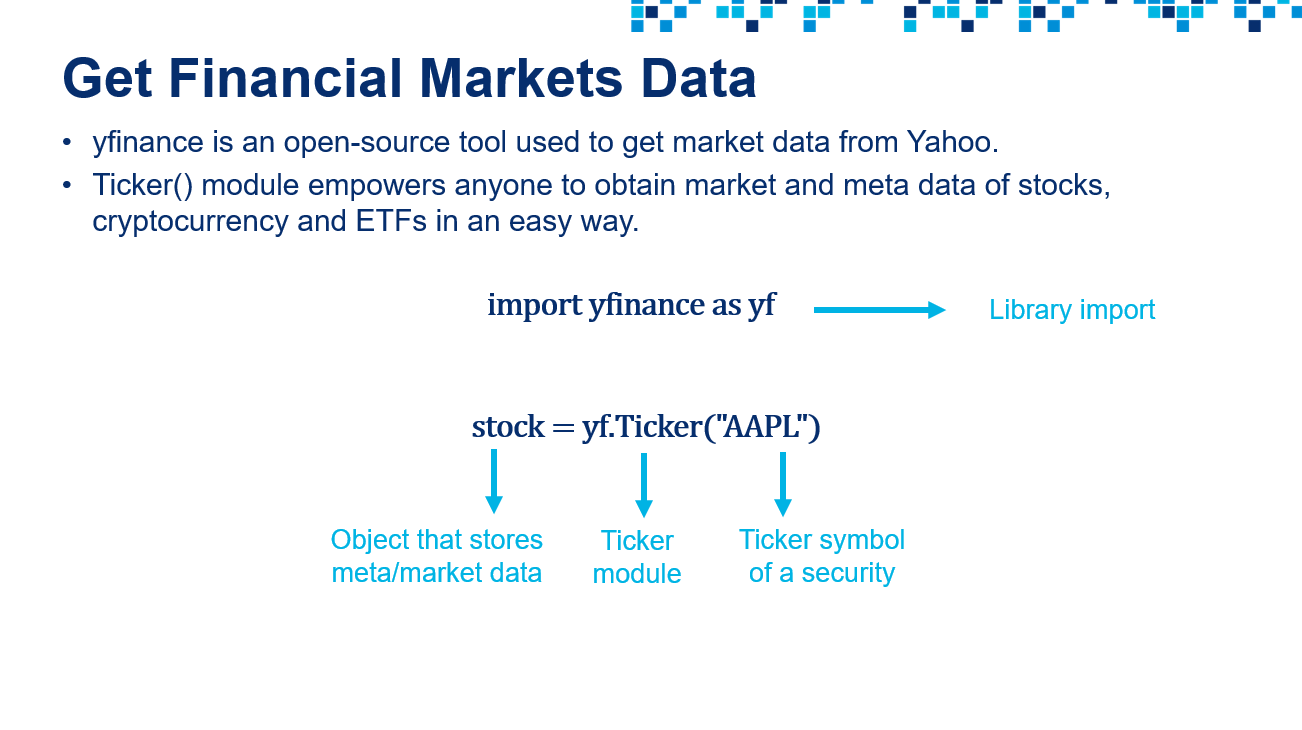 Get Financial Markets Data
• yfinance is an open-source tool used to get market data from Yahoo.
• Ticker() module empowers anyone to obtain market and meta data of stocks,
cryptocurrency and ETFs in an easy way.
import yfinance as yf
Library import
stock = yf.Ticker("AAPL")
Object that stores
meta/market data
Ticker
module
Ticker symbol
of a security